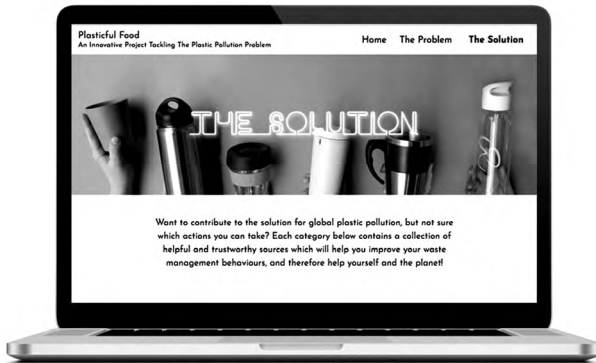 Plasticful Food
An Innovative Project Tackling The Plastic Pollution Problem
Home The Problem The Solution
THE SOLUTION
Want to contribute to the solution for global plastic pollution, but not sure
which actions you can take? Each category below contains a collection of
helpful and trustworthy sources which will help you improve your waste
management behaviours, and therefore help yourself and the planet!